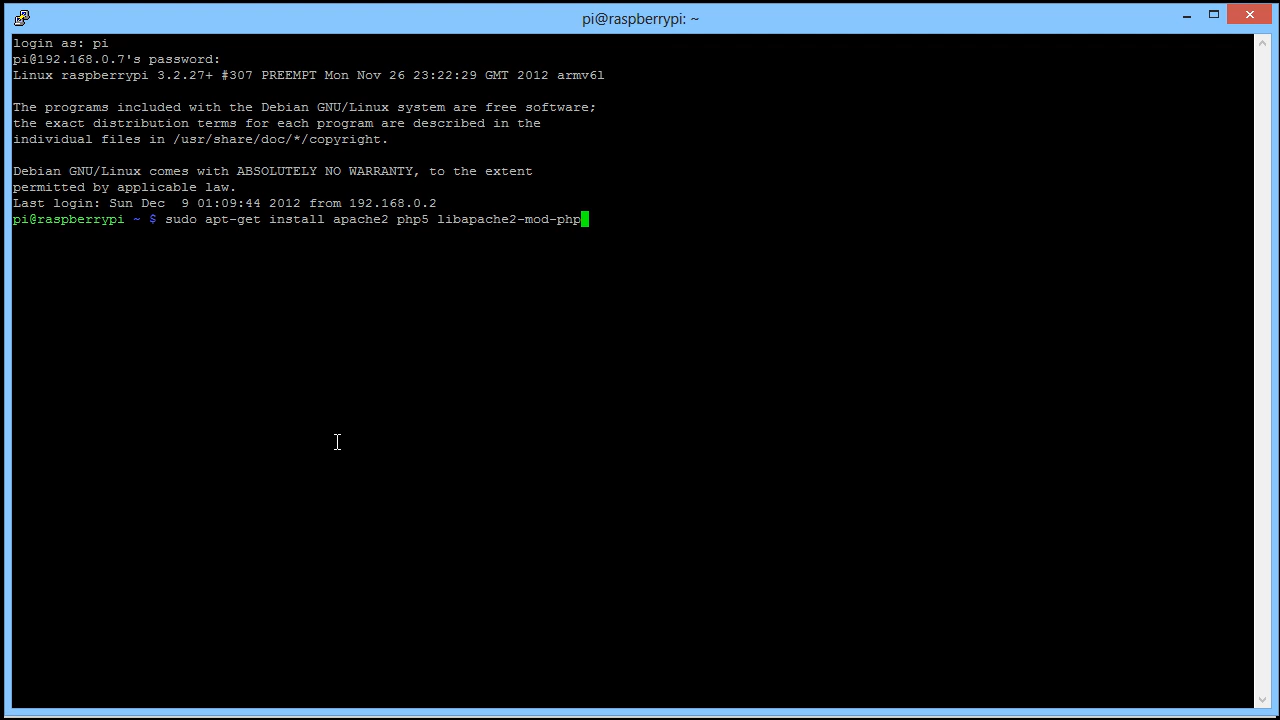 pi@raspberrypi: ~
login as: pi
pi@192.168.0.7's password:
Linux raspberrypi 3.2.27+ #307 PREEMPT Mon Nov 26 23:22:29 GMT 2012 armv6l
The programs included with the Debian GNU/Linux system are free software;
the exact distribution terms for each program are described in the
individual files in /usr/share/doc/*/copyright.
Debian GNU/Linux comes with ABSOLUTELY NO WARRANTY, to the extent
permitted by applicable law.
Last login: Sun Dec  9 01:09:44 2012 from 192.168.0.2
pi@raspberrypi ~ $ sudo apt-get install apache2 php5 libapache2-mod-php